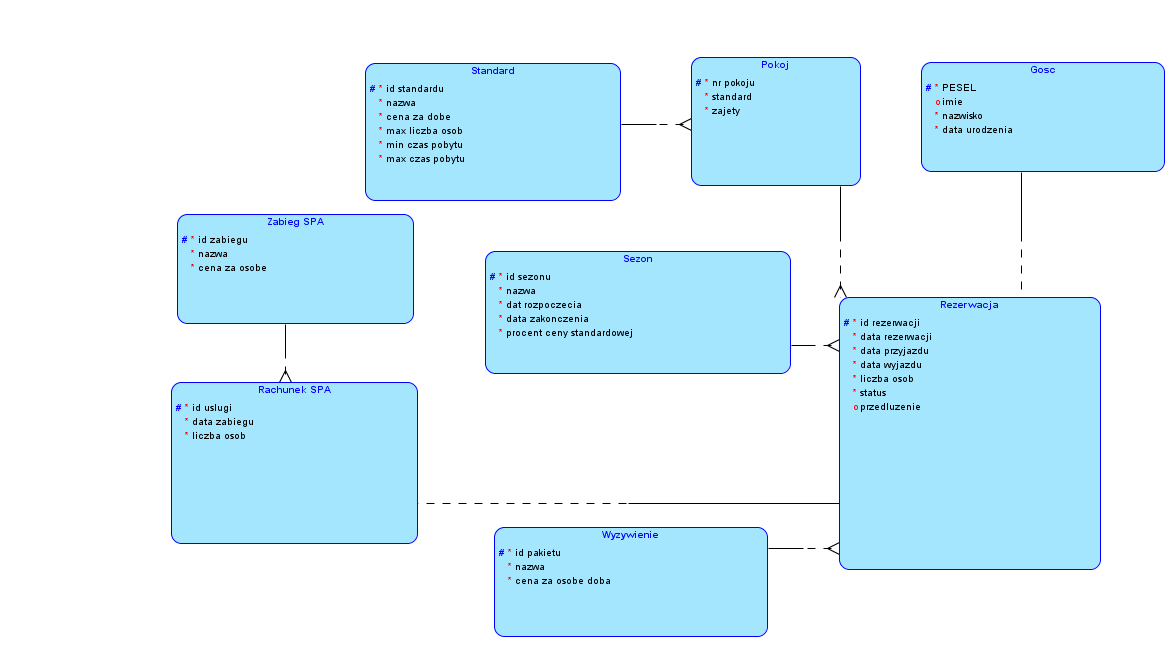 Standard
# * id standardu
* nazwa
* cena za dobe
* max liczba osob
* min czas pobytu
* max czas pobytu
Pokoj
# * nr pokoju
* standard
* zajety
Gosc
# * PESEL
o imie
* nazwisko
* data urodzenia
Zabieg SPA
# * id zabiegu
* nazwa
* cena za osobe
Sezon
# * id sezonu
* nazwa
* dat rozpoczecia
* data zakonczenia
* procent ceny standardowej
Rezerwacja
# * id rezerwacji
* data rezerwacji
* data przyjazdu
* data wyjazdu
* liczba osob
* status
o przedluzenie
Rachunek SPA
# * id uslugi
* data zabiegu
* liczba osob
Wyzywienie
# * id pakietu
* nazwa
* cena za osobe doba